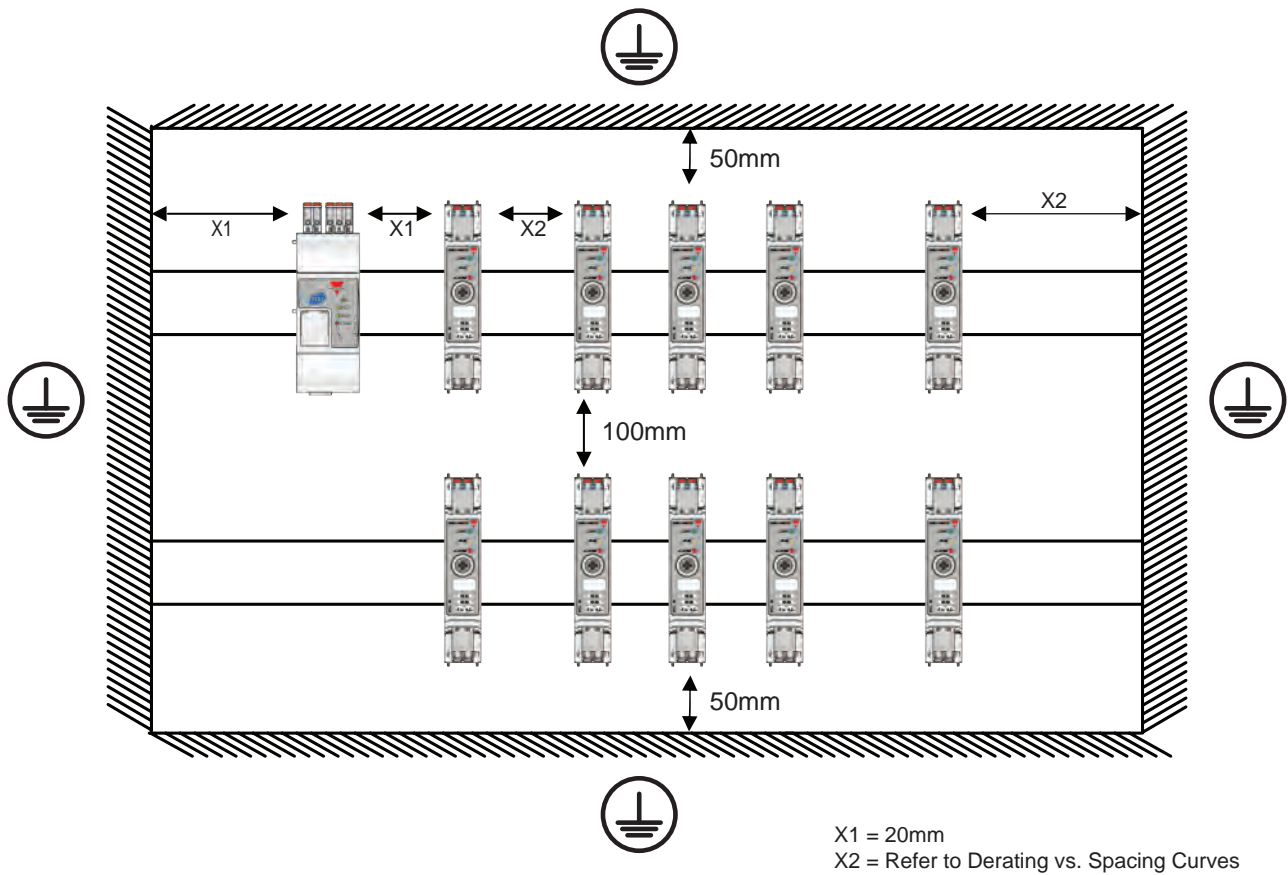 50mm
X1
X1
X2
X2
100mm
50mm
X1 = 20mm
X2 = Refer to Derating vs. Spacing Curves